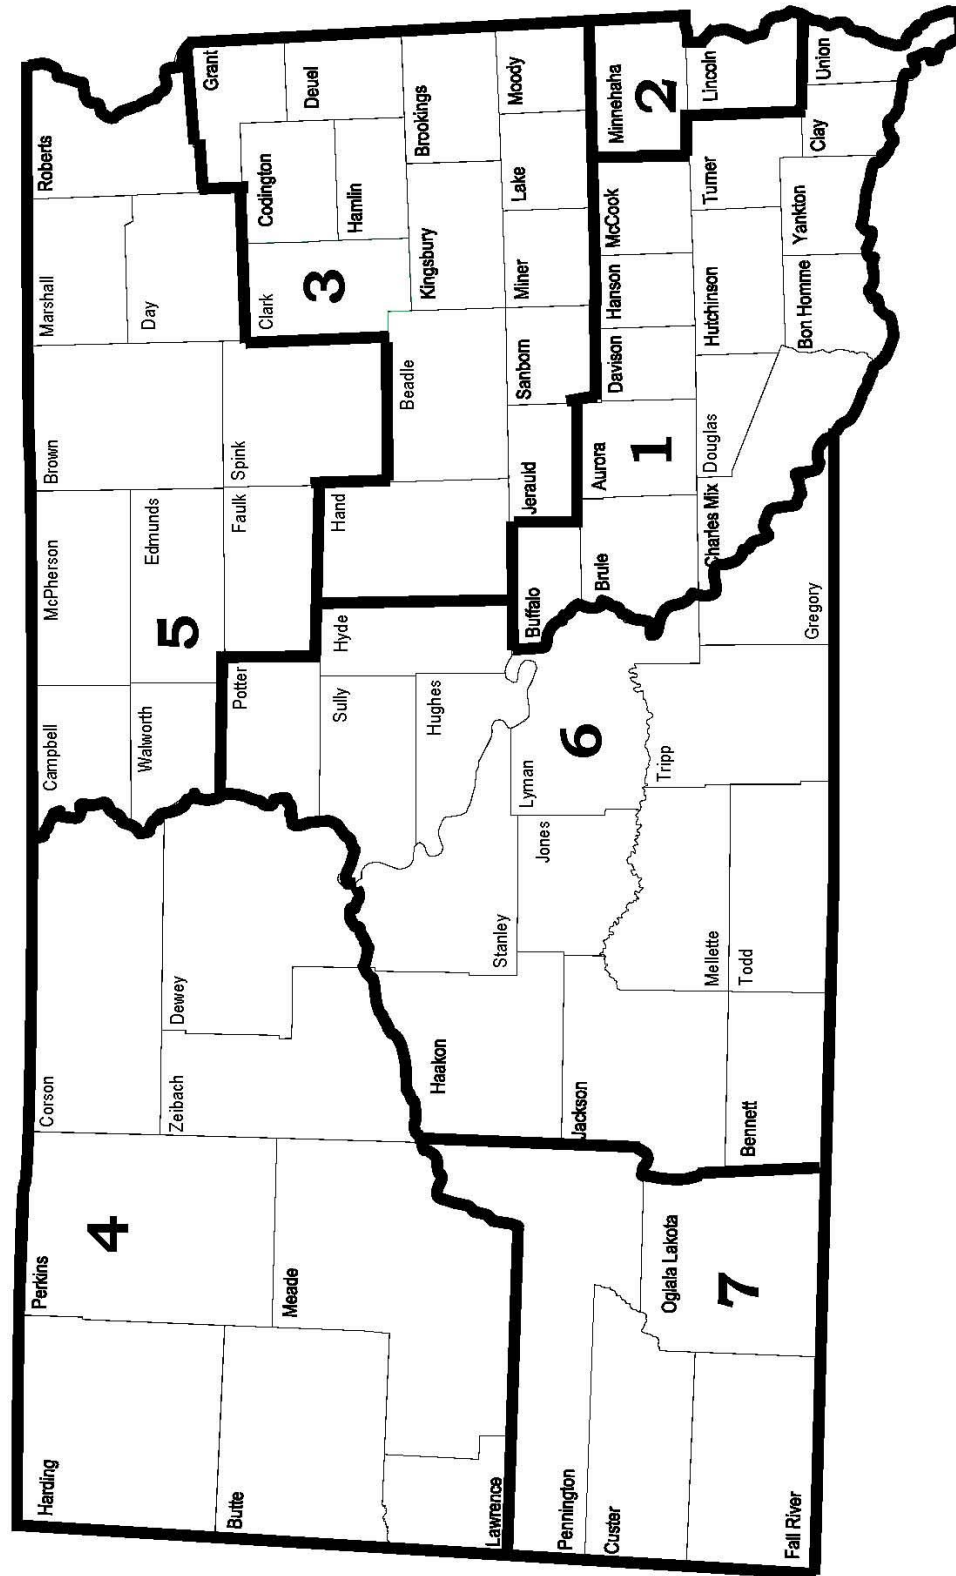 Harding
Perkins
Corson
Campbell
McPherson
Brown
Marshall
Roberts
4
Butte
Meade
Zeibach
Dewey
Walworth
Edmunds
Day
Grant
5
Potter
Faulk
Spink
Clark
Codington
Deuel
3
Hamlin
Lawrence
Haakon
Stanley
Sully
Hughes
Hyde
Hand
Beadle
Kingsbury
Brookings
Pennington
Jackson
Jones
Lyman
6
Buffalo
Jerauld
Sanborn
Miner
Lake
Moody
Custer
Oglala Lakota
7
Mellette
Tripp
Brule
Aurora
1
Davison
Hanson
McCook
Minnehaha
2
Fall River
Bennett
Todd
Gregory
Charles Mix
Douglas
Hutchinson
Turner
Lincoln
Bon Homme
Yankton
Clay
Union